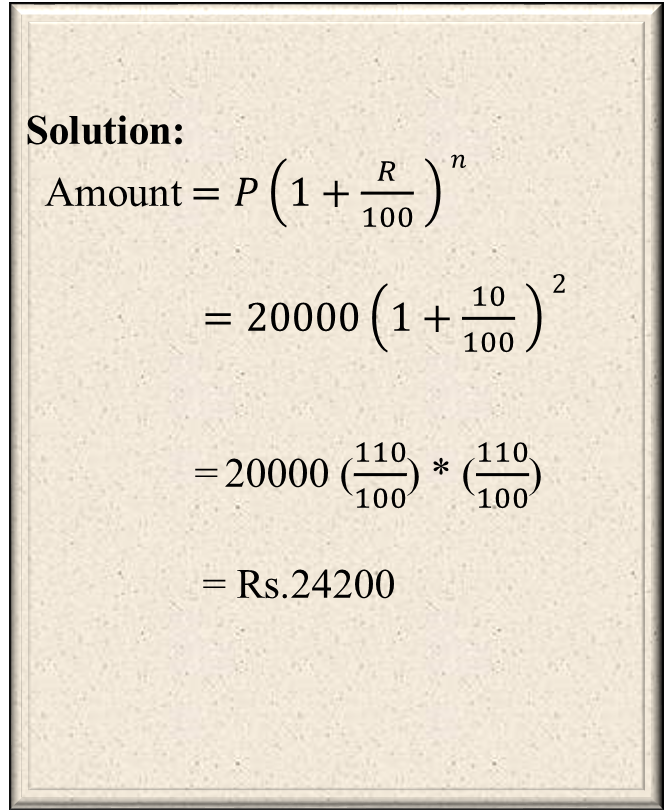 Solution:
Amount = P(1 + R/100)^n
= 20000(1 + 10/100)^2
= 20000 (110/100) * (110/100)
= Rs.24200